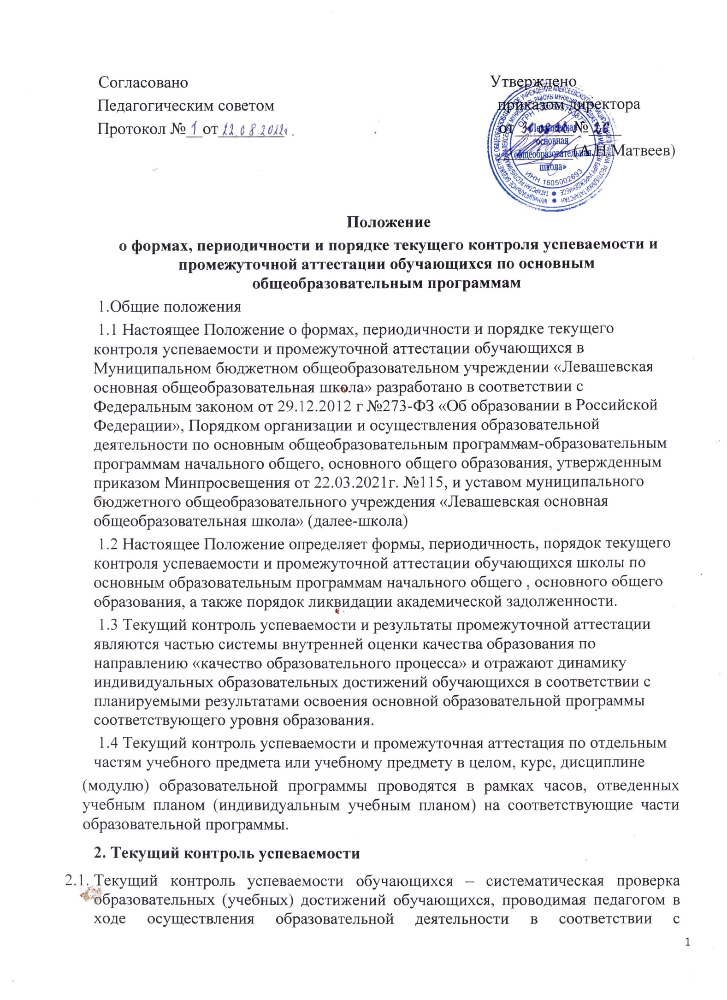 Согласовано
Педагогическим советом
Протокол № 1 от 22.08.2022г.
Утверждено
приказом директора
от №
(А.Н.Матвеев)
«Левашевская
основная
общеобразовательная
школа»
ИНН 1605002693
Положение
о формах, периодичности и порядке текущего контроля успеваемости и
промежуточной аттестации обучающихся по основным
общеобразовательным программам
1.Общие положения
1.1 Настоящее Положение о формах, периодичности и порядке текущего
контроля успеваемости и промежуточной аттестации обучающихся в
Муниципальном бюджетном общеобразовательном учреждении «Левашевская
основная общеобразовательная школа» разработано в соответствии с
Федеральным законом от 29.12.2012 г №273-ФЗ «Об образовании в Российской
Федерации», Порядком организации и осуществления образовательной
деятельности по основным общеобразовательным программам-образовательным
программам начального общего, основного общего образования, утвержденным
приказом Минпросвещения от 22.03.2021г. №115, и уставом муниципального
бюджетного общеобразовательного учреждения «Левашевская основная
общеобразовательная школа» (далее-школа)
1.2 Настоящее Положение определяет формы, периодичность, порядок текущего
контроля успеваемости и промежуточной аттестации обучающихся школы по
основным образовательным программам начального общего , основного общего
образования, а также порядок ликвидации академической задолженности.
1.3 Текущий контроль успеваемости и результаты промежуточной аттестации
являются частью системы внутренней оценки качества образования по
направлению «качество образовательного процесса» и отражают динамику
индивидуальных образовательных достижений обучающихся в соответствии с
планируемыми результатами освоения основной образовательной программы
соответствующего уровня образования.
1.4 Текущий контроль успеваемости и промежуточная аттестация по отдельным
частям учебного предмета или учебному предмету в целом, курс, дисциплине
(модулю) образовательной программы проводятся в рамках часов, отведенных
учебным планом (индивидуальным учебным планом) на соответствующие части
образовательной программы.
2. Текущий контроль успеваемости
2.1. Текущий контроль успеваемости обучающихся – систематическая проверка
образовательных (учебных) достижений обучающихся, проводимая педагогом в
ходе осуществления образовательной деятельности в соответствии с
1